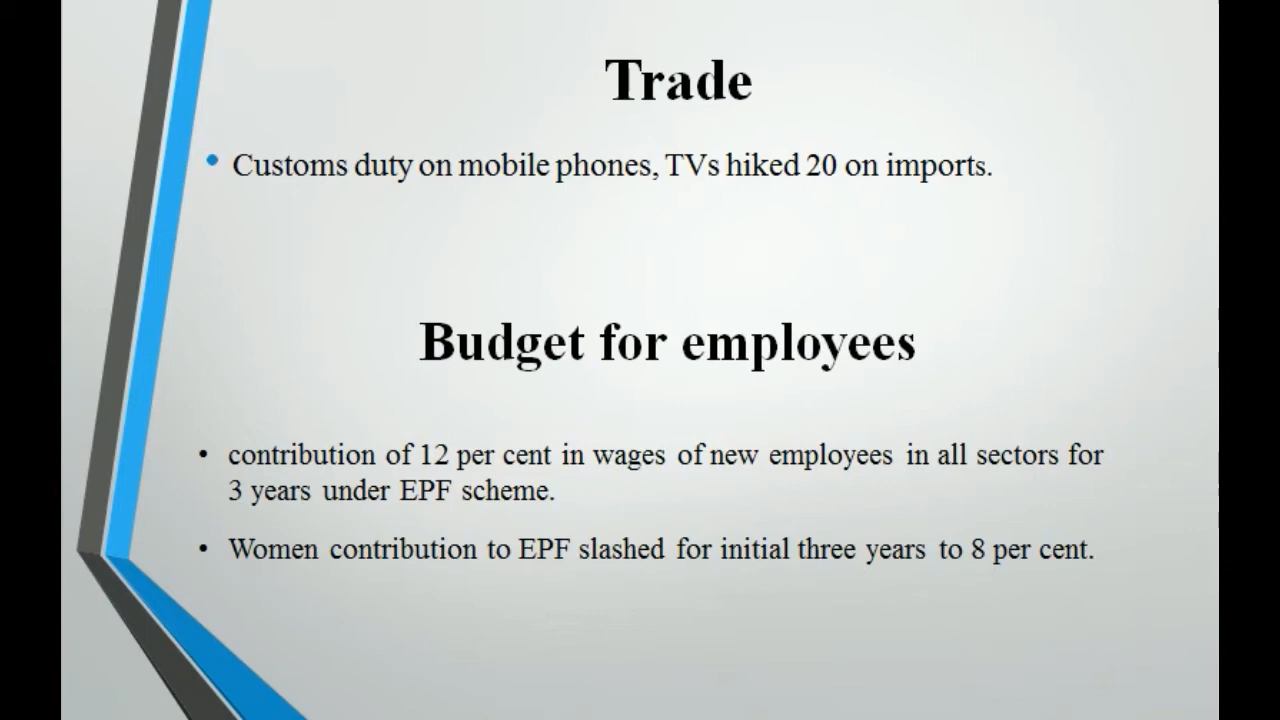 Trade
• Customs duty on mobile phones, TVs hiked 20 on imports.
Budget for employees
• contribution of 12 per cent in wages of new employees in all sectors for
3 years under EPF scheme.
• Women contribution to EPF slashed for initial three years to 8 per cent.